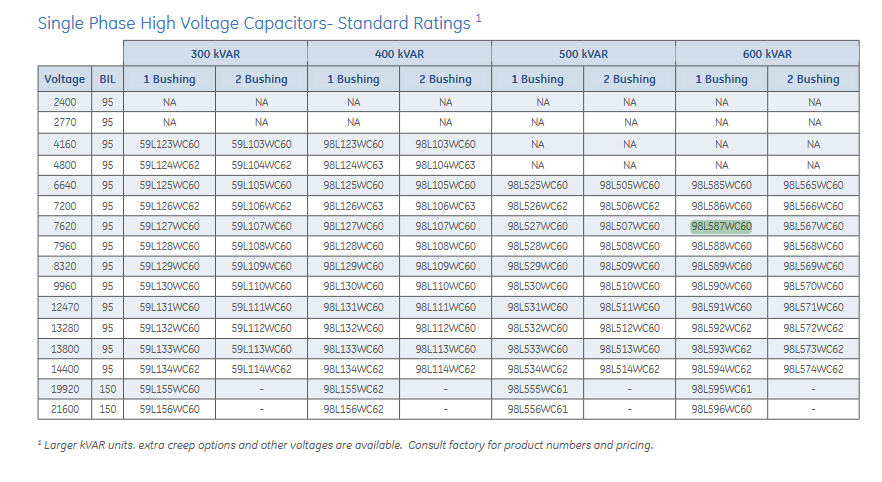 Single Phase High Voltage Capacitors- Standard Ratings 1
300 kVAR 400 kVAR 500 kVAR 600 kVAR
Voltage BIL 1 Bushing 2 Bushing 1 Bushing 2 Bushing 1 Bushing 2 Bushing 1 Bushing 2 Bushing
2400 95 NA NA NA NA NA NA NA NA
2770 95 NA NA NA NA NA NA NA NA
4160 95 59L123WC60 59L103WC60 98L123WC60 98L103WC60 NA NA NA NA
4800 95 59L124WC62 59L104WC62 98L124WC63 98L104WC63 NA NA NA NA
6640 95 59L125WC60 59L105WC60 98L125WC60 98L105WC60 98L525WC60 98L505WC60 98L585WC60 98L565WC60
7200 95 59L126WC62 59L106WC62 98L126WC63 98L106WC63 98L526WC62 98L506WC62 98L586WC60 98L566WC60
7620 95 59L127WC60 59L107WC60 98L127WC60 98L107WC60 98L527WC60 98L507WC60 98L587WC60 98L567WC60
7960 95 59L128WC60 59L108WC60 98L128WC60 98L108WC60 98L528WC60 98L508WC60 98L588WC60 98L568WC60
8320 95 59L129WC60 59L109WC60 98L129WC60 98L109WC60 98L529WC60 98L509WC60 98L589WC60 98L569WC60
9960 95 59L130WC60 59L110WC60 98L130WC60 98L110WC60 98L530WC60 98L510WC60 98L590WC60 98L570WC60
12470 95 59L131WC60 59L111WC60 98L131WC60 98L111WC60 98L531WC60 98L511WC60 98L591WC60 98L571WC60
13280 95 59L132WC60 59L112WC60 98L132WC60 98L112WC60 98L532WC60 98L512WC60 98L592WC62 98L572WC62
13800 95 59L133WC60 59L113WC60 98L133WC60 98L113WC60 98L533WC60 98L513WC60 98L593WC62 98L573WC62
14400 95 59L134WC62 59L114WC62 98L134WC62 98L114WC62 98L534WC62 98L514WC62 98L594WC62 98L574WC62
19920 150 59L155WC60 - 98L155WC62 - 98L555WC61 - 98L595WC61 -
21600 150 59L156WC60 - 98L156WC62 - 98L556WC61 - 98L596WC60 -
1 Larger kVAR units. extra creep options and other voltages are available. Consult factory for product numbers and pricing.